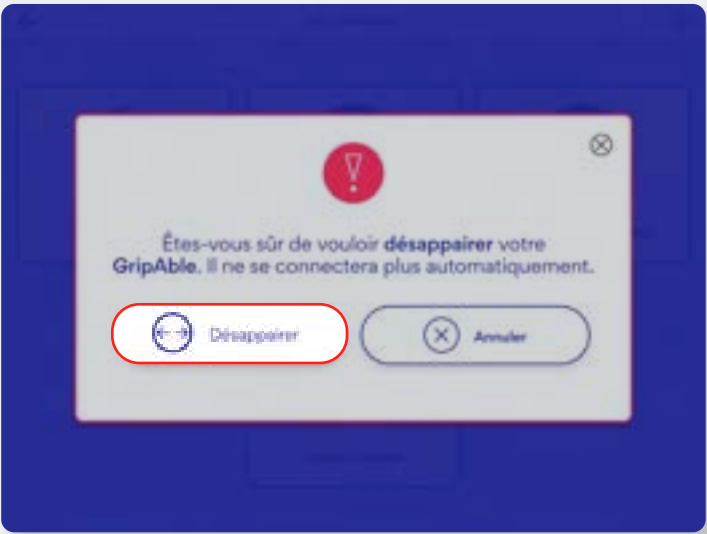 Êtes-vous sûr de vouloir désappairer votre
GripAble. Il ne se connectera plus automatiquement.
Désappairer
Annuler